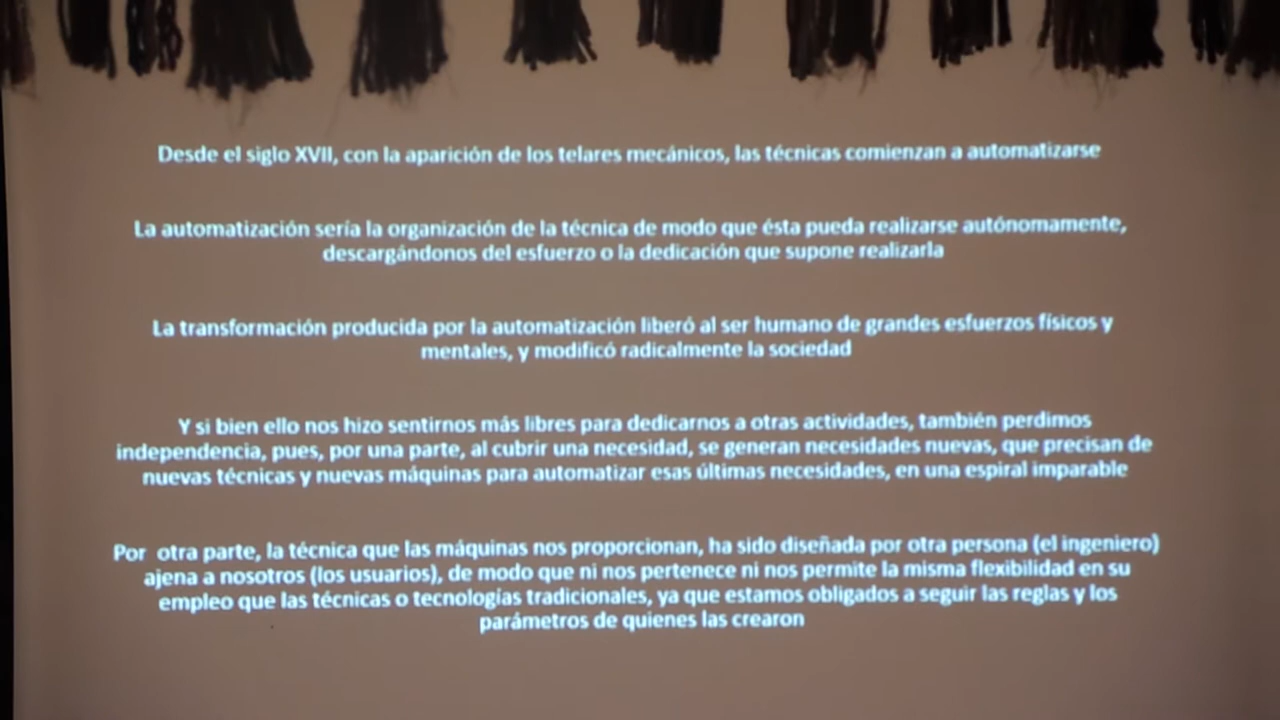 Desde el siglo XVII, con la aparición de los telares mecánicos, las técnicas comienzan a automatizarse
La automatización sería la organización de la técnica de modo que ésta pueda realizarse autónomamente,
descargándonos del esfuerzo o la dedicación que supone realizarla
La transformación producida por la automatización liberó al ser humano de grandes esfuerzos físicos y
mentales, y modificó radicalmente la sociedad
Y si bien ello nos hizo sentirnos más libres para dedicarnos a otras actividades, también perdimos
independencia, pues, por una parte, al cubrir una necesidad, se generan necesidades nuevas, que precisan de
nuevas técnicas y nuevas máquinas para automatizar esas últimas necesidades, en una espiral imparable
Por otra parte, la técnica que las máquinas nos proporcionan, ha sido diseñada por otra persona (el ingeniero)
ajena a nosotros (los usuarios), de modo que ni nos pertenece ni nos permite la misma flexibilidad en su
empleo que las técnicas o tecnologías tradicionales, ya que estamos obligados a seguir las reglas y los
parámetros de quienes las crearon